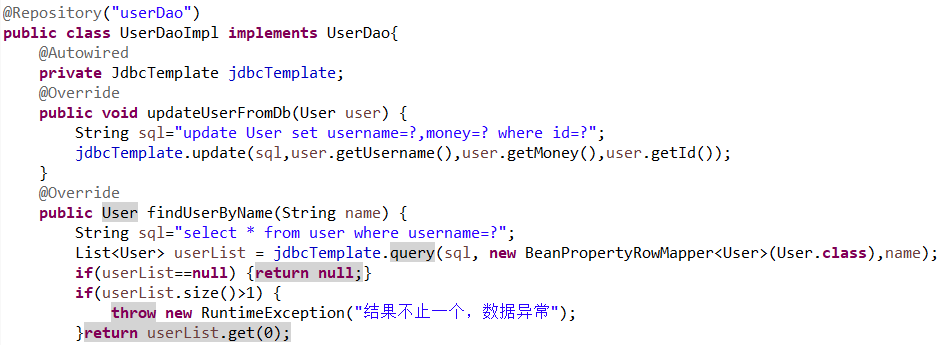 @Repository("userDao")
public class UserDaoImpl implements UserDao{
@Autowired
private JdbcTemplate jdbcTemplate;
@Override
public void updateUserFromDb(User user) {
String sql="update User set username=?,money=? where id=?";
jdbcTemplate.update(sql,user.getUsername(),user.getMoney(),user.getId());
}
@Override
public User findUserByName(String name) {
String sql="select * from user where username=?";
List<User> userList = jdbcTemplate.query(sql, new BeanPropertyRowMapper<User>(User.class),name);
if(userList==null) {return null;}
if(userList.size()>1) {
throw new RuntimeException("结果不止一个，数据异常");
}return userList.get(0);